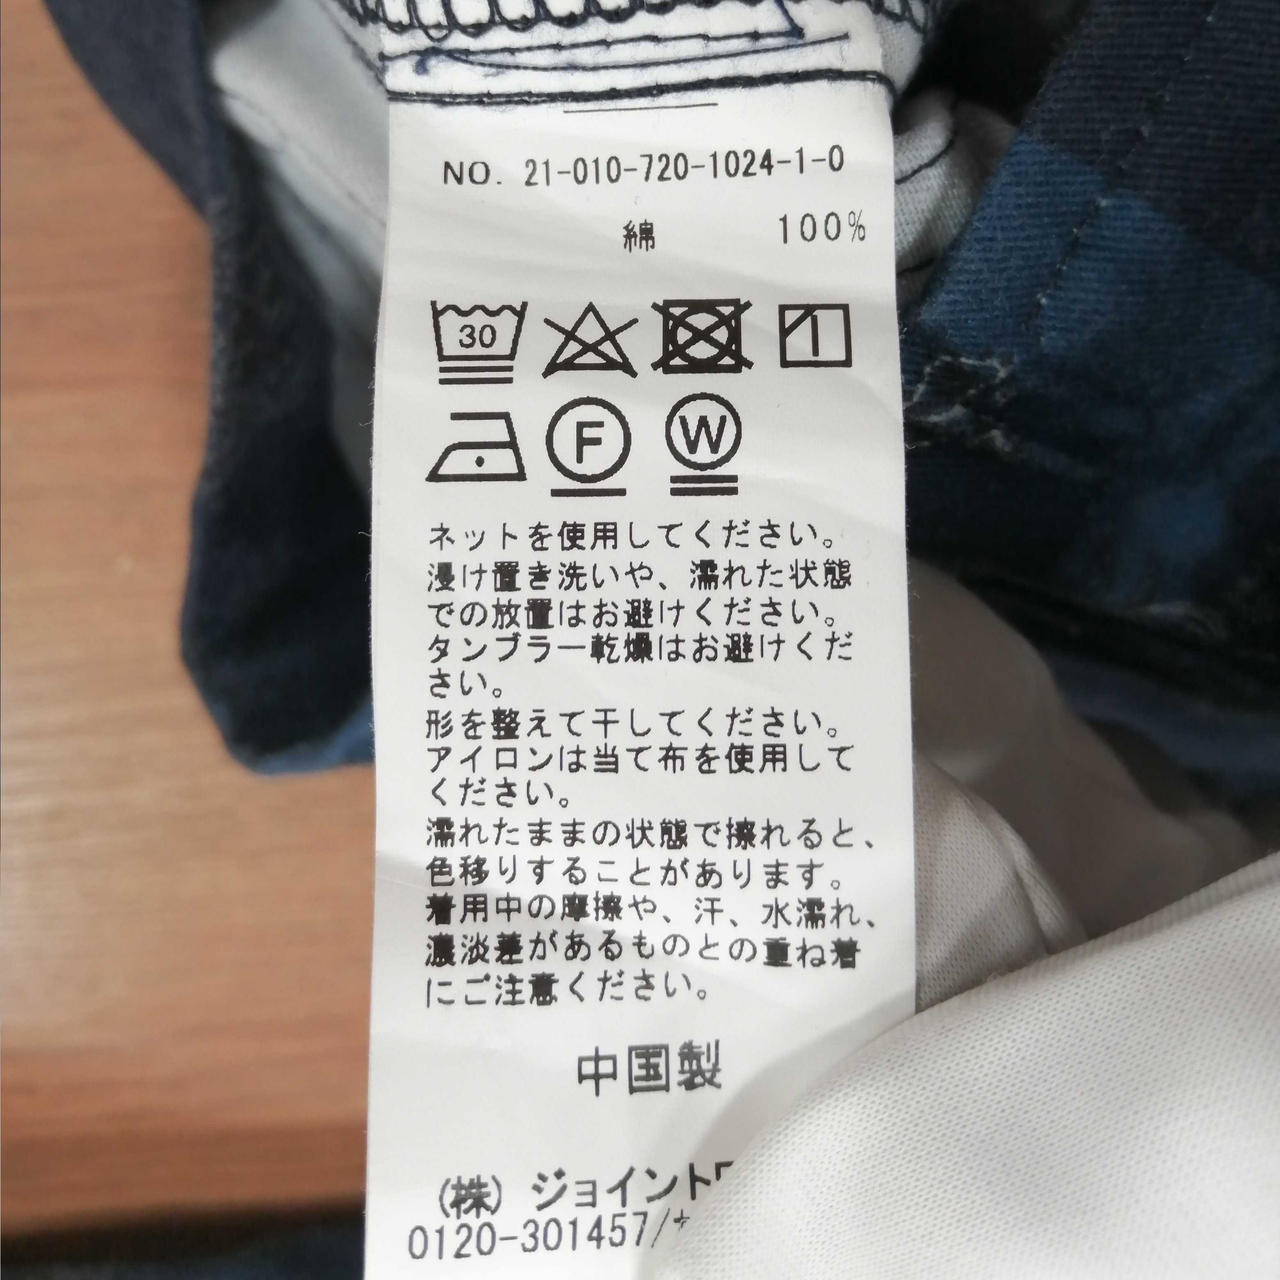 NO. 21-010-720-1024-1-0
綿 100%
30
F W
ネットを使用してください。
浸け置き洗いや、濡れた状態
での放置はお避けください。
タンブラー乾燥はお避けくだ
さい。
形を整えて干してください。
アイロンは当て布を使用して
ください。
濡れたままの状態で擦れると、
色移りすることがあります。
着用中の摩擦や、汗、水濡れ、
濃淡差があるものとの重ね着
にご注意ください。
中国製
(株) ジョイント
0120-301457/